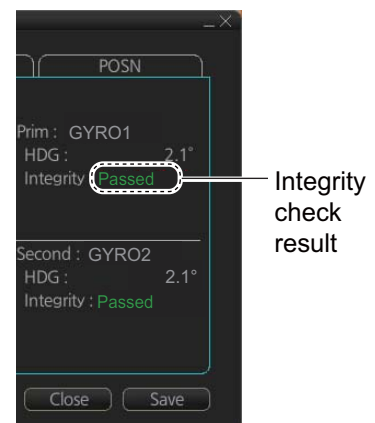 POSN
Prim : GYRO1
HDG : 2.1°
Integrity : Passed
Integrity
check
result
Second : GYRO2
HDG : 2.1°
Integrity : Passed
Close Save